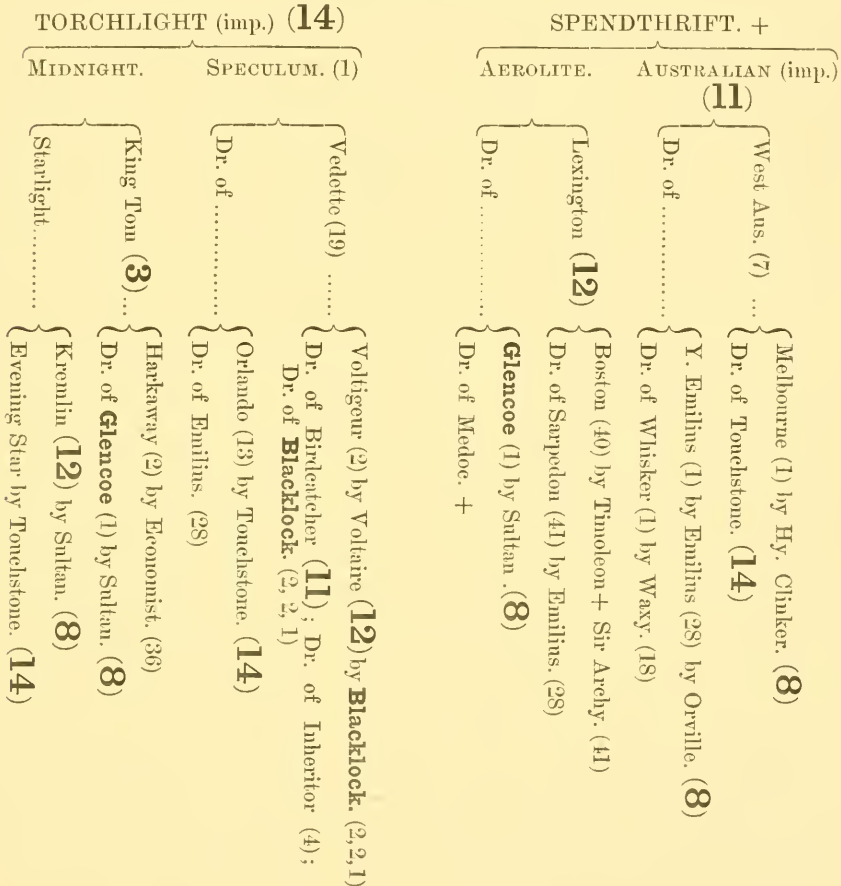 TORCHLIGHT (imp.) (14)
SPENDTHRIFT. +
MIDNIGHT.
SPECULUM. (1)
AEROLITE.
AUSTRALIAN (imp.)
(11)
West Aus. (7) ...
Dr. of ...............
Lexington (12)
Dr. of ...............
Melbourne (1) by Hy. Clinker. (8)
Dr. of Touchstone. (14)
Y. Emilius (1) by Emilius (28) by Orville. (8)
Dr. of Whisker (1) by Waxy. (18)
Boston (40) by Timoleon + Sir Archy. (41)
Dr. of Sarpedon (41) by Emilius. (28)
Glencoe (1) by Sultan .(8)
Dr. of Medoc. +
Vedette (19) ......
Dr. of ...............
King Tom (3) ...
Starlight............
Voltigeur (2) by Voltaire (12) by Blacklock. (2,2,1)
Dr. of Birdcatcher (11) ; Dr. of Inheritor (4) ;
Dr. of Blacklock. (2, 2, 1)
Orlando (13) by Touchstone. (14)
Dr. of Emilius. (28)
Harkaway (2) by Economist. (36)
Dr. of Glencoe (1) by Sultan. (8)
Kremlin (12) by Sultan. (8)
Evening Star by Touchstone. (14)